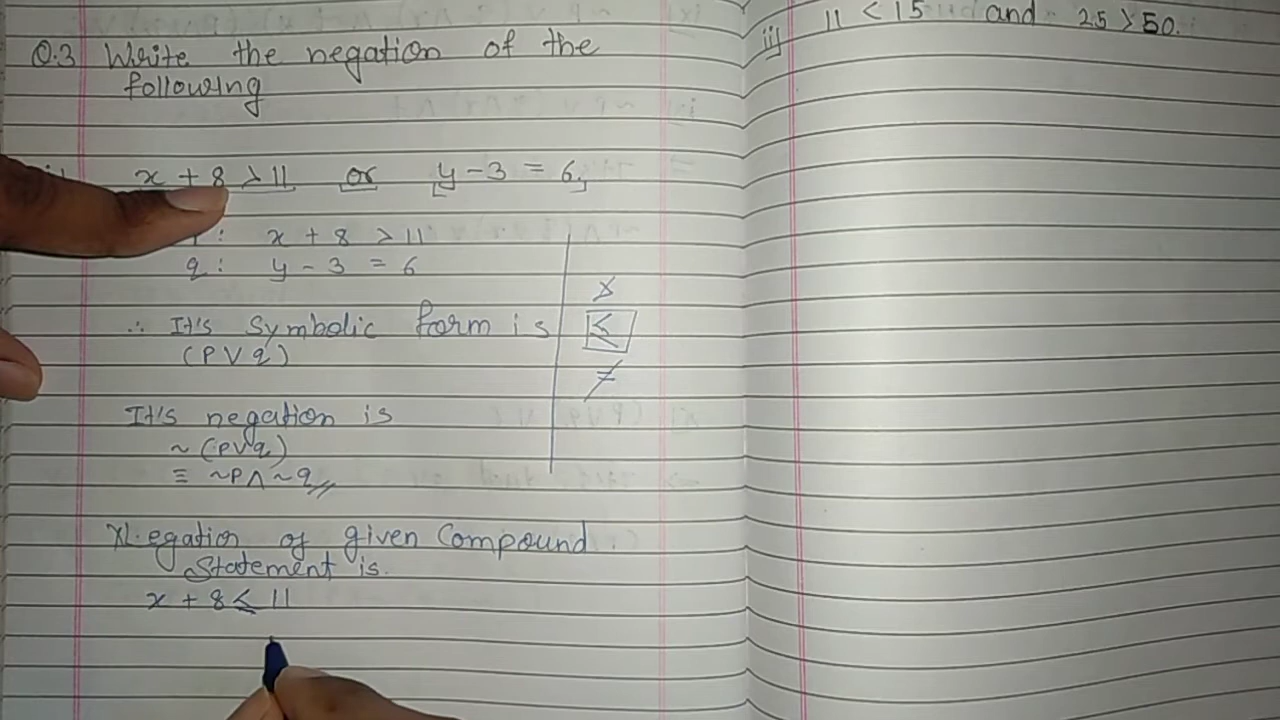 Q.3 Write the negation of the
following
x + 8 > 11 or y - 3 = 6.
: x + 8 > 11
q : y - 3 = 6
∴ It's symbolic form is
(P ∨ q)
≯
≤
≠
It's negation is
~ (P∨q)
≡ ~P ∧ ~q
Negation of given Compound
Statement is.
x + 8 ≤ 11
ii) 11 < 15 and 25 > 50.